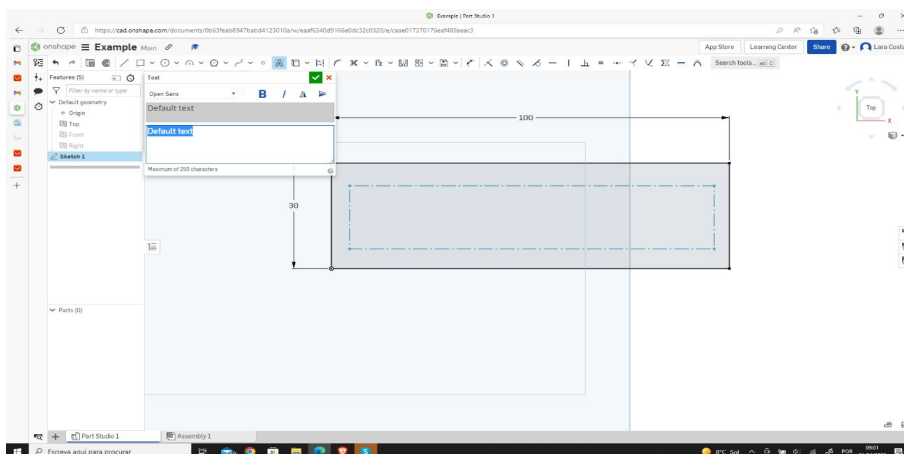 Example | Part Studio 1
https://cad.onshape.com/documents/
onshape Example Main
App Store Learning Center Share Lara Costa
Search tools...
Features (5)
Filter by name or type
Default geometry
Origin
Top
Front
Right
Sketch 1
Text
Open Sans B I A
Default text
Default text
Maximum of 250 characters
100
30
Y
Top
X
Parts (0)
Part Studio 1 Assembly 1
Escreva aqui para procurar
8°C Sol POR 09:01